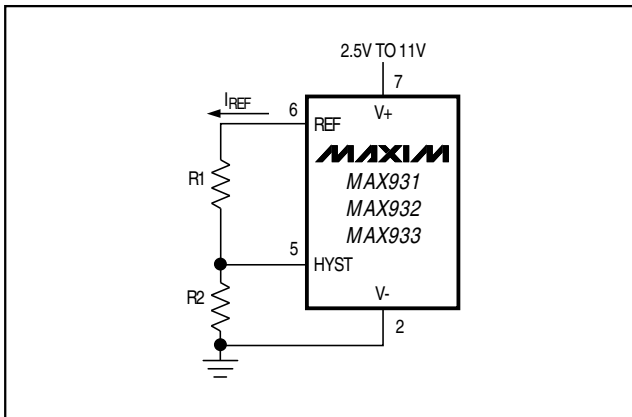 2.5V TO 11V
7
IREF
6
REF
V+
MAXIM
R1
MAX931
MAX932
MAX933
5
HYST
R2
V-
2